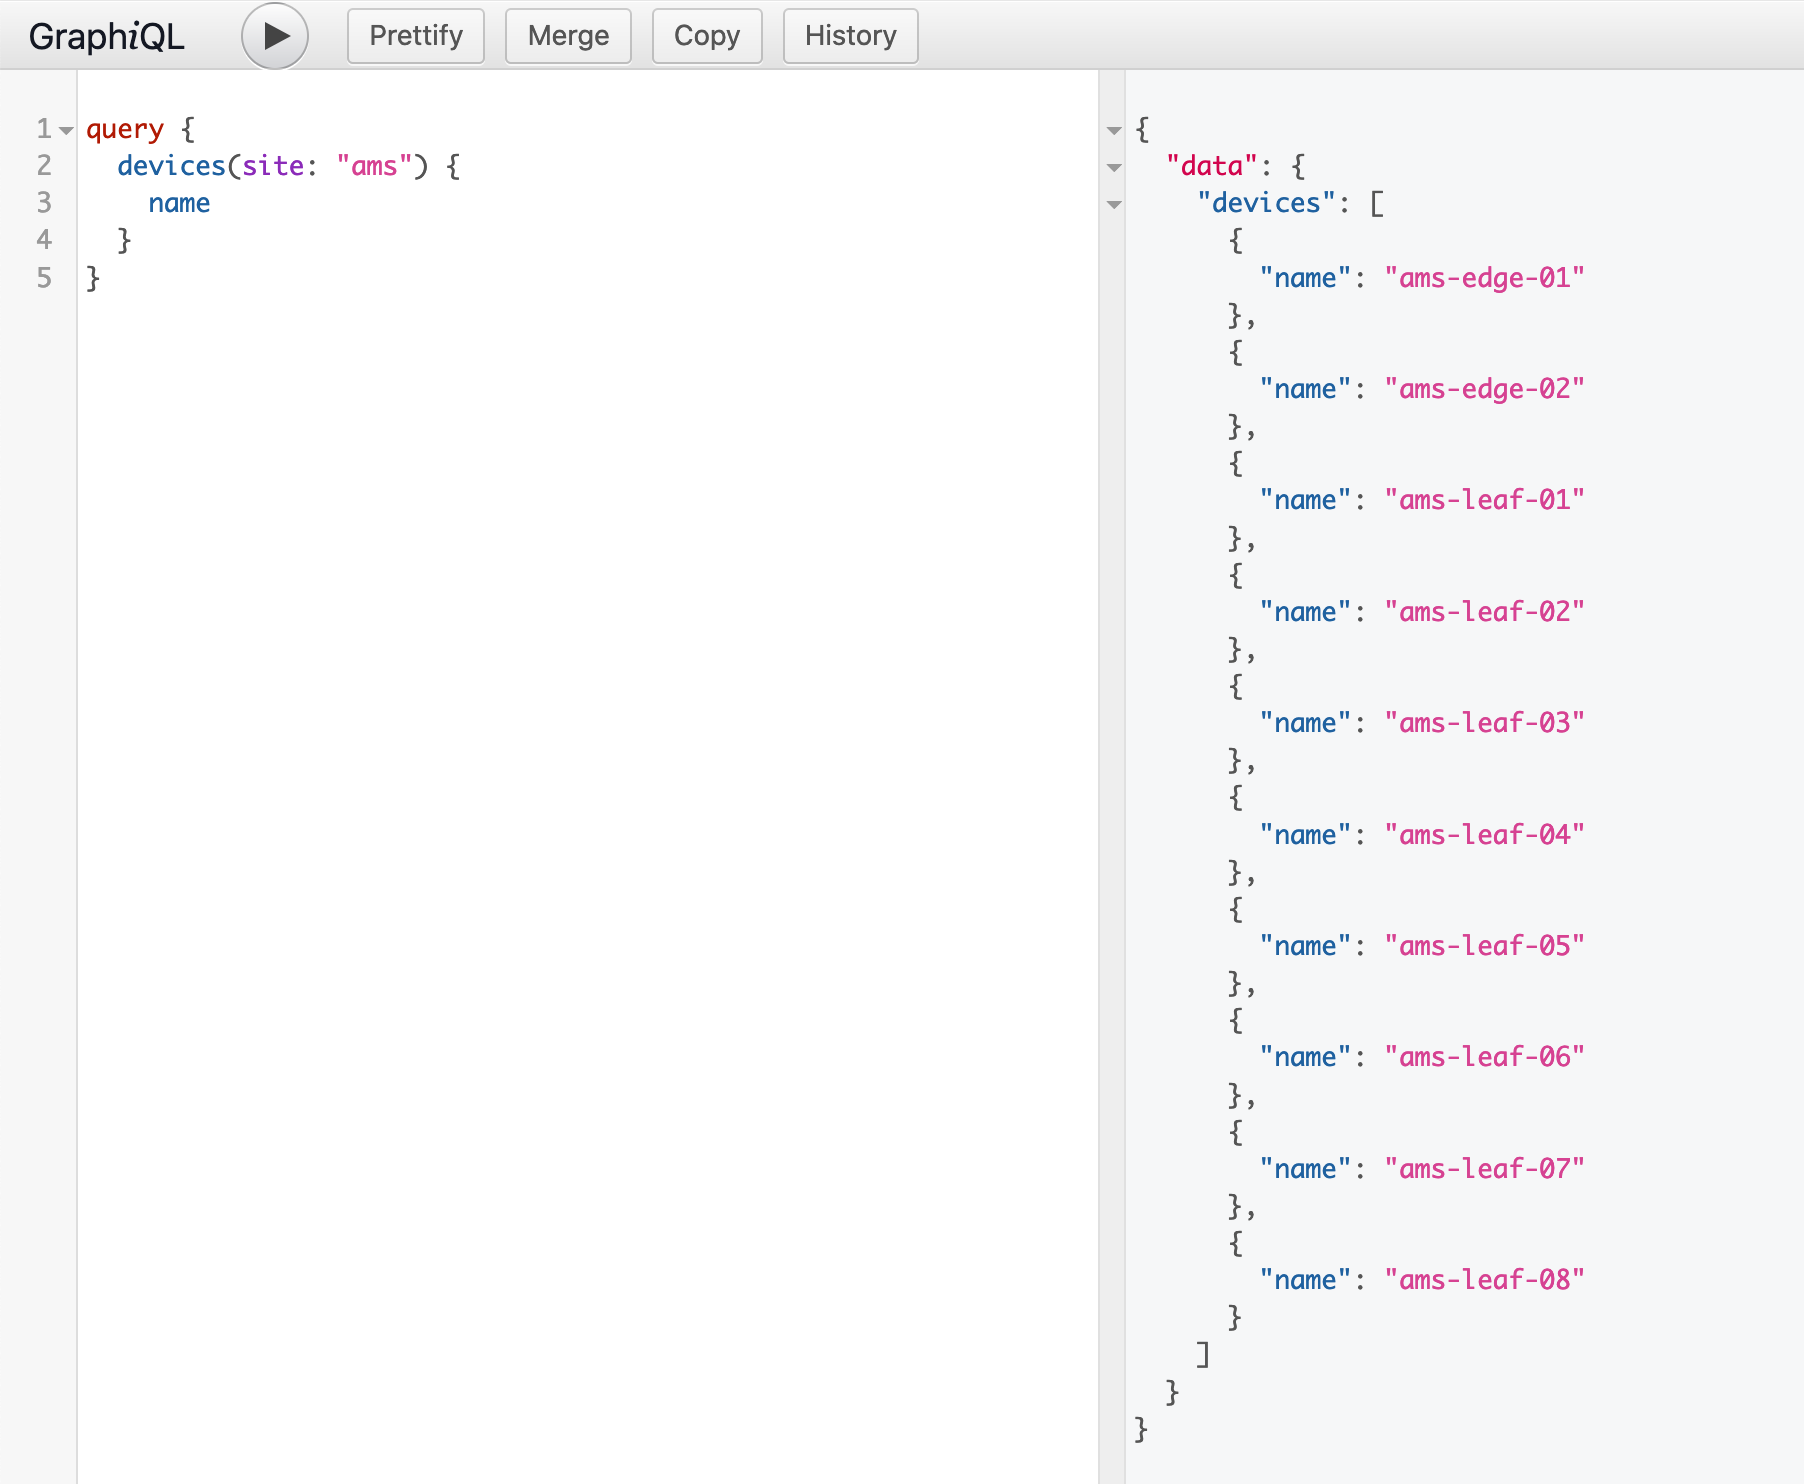 GraphiQL Prettify Merge Copy History
1 query {
2 devices(site: "ams") {
3 name
4 }
5 }
{
"data": {
"devices": [
{
"name": "ams-edge-01"
},
{
"name": "ams-edge-02"
},
{
"name": "ams-leaf-01"
},
{
"name": "ams-leaf-02"
},
{
"name": "ams-leaf-03"
},
{
"name": "ams-leaf-04"
},
{
"name": "ams-leaf-05"
},
{
"name": "ams-leaf-06"
},
{
"name": "ams-leaf-07"
},
{
"name": "ams-leaf-08"
}
]
}
}